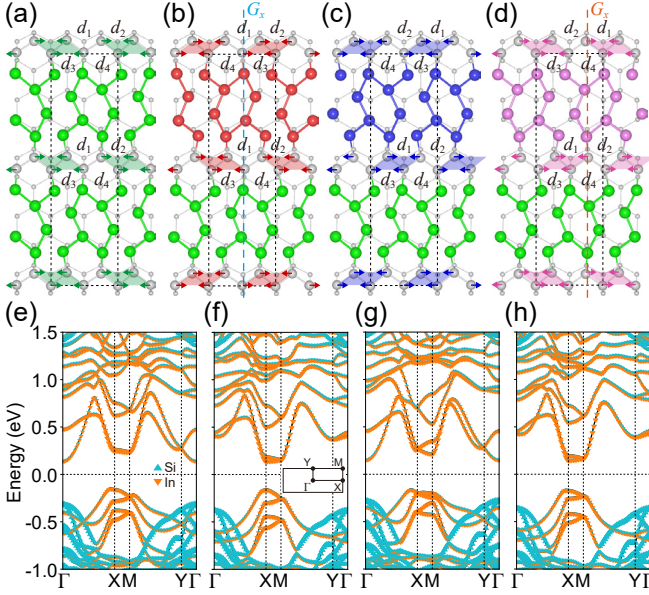 (a) (b) Gx (c) (d) Gx
d1 d2 d1 d2 d1 d2 d2 d1
d3 d4 d4 d3 d3 d4 d4 d3
d1 d2 d1 d2 d1 d2 d1 d2
d3 d4 d3 d4 d3 d4 d3 d4
(e) (f) (g) (h)
1.5
1.0
0.5
0.0
-0.5
-1.0
Energy (eV)
Si
In
Y M
Γ X
Γ XM YΓ XM YΓ XM YΓ XM YΓ